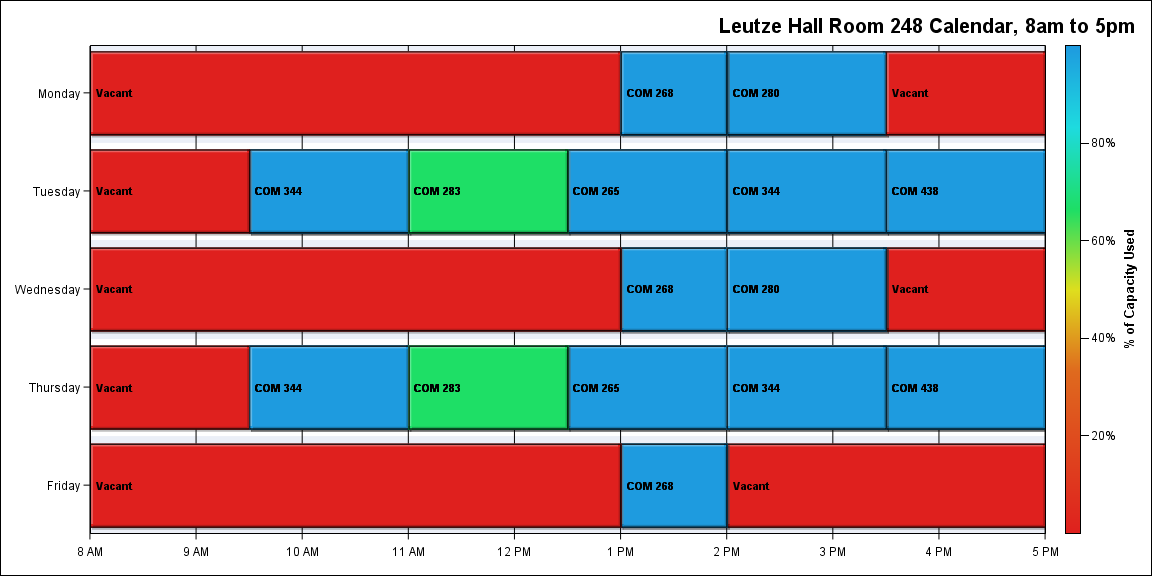 Leutze Hall Room 248 Calendar, 8am to 5pm
Monday
Vacant
COM 268
COM 280
Vacant
Tuesday
Vacant
COM 344
COM 283
COM 265
COM 344
COM 438
Wednesday
Vacant
COM 268
COM 280
Vacant
Thursday
Vacant
COM 344
COM 283
COM 265
COM 344
COM 438
Friday
Vacant
COM 268
Vacant
8 AM
9 AM
10 AM
11 AM
12 PM
1 PM
2 PM
3 PM
4 PM
5 PM
80%
60%
40%
20%
% of Capacity Used